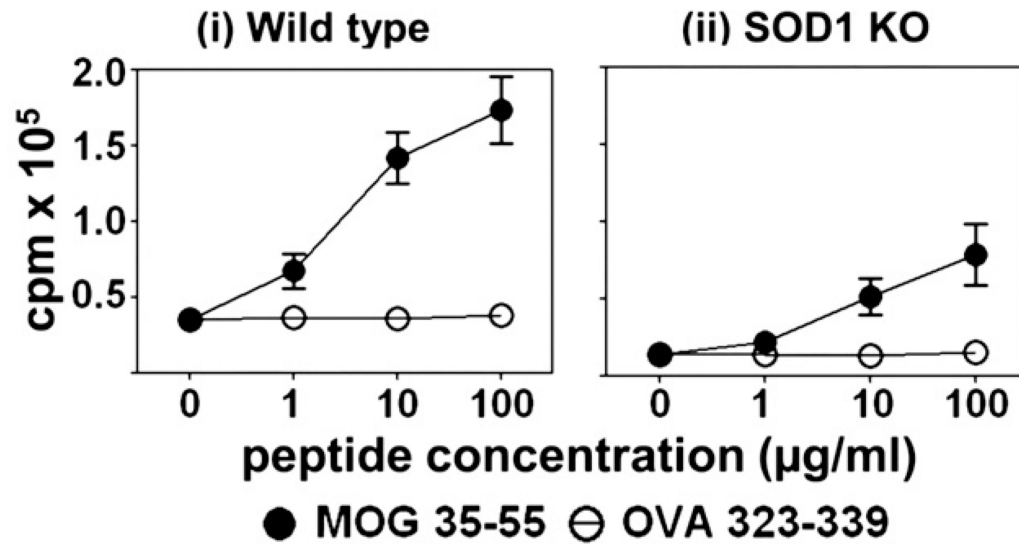 (i) Wild type
(ii) SOD1 KO
cpm x 10⁵
2.0
1.5
1.0
0.5
0 1 10 100
0 1 10 100
peptide concentration (µg/ml)
MOG 35-55 OVA 323-339